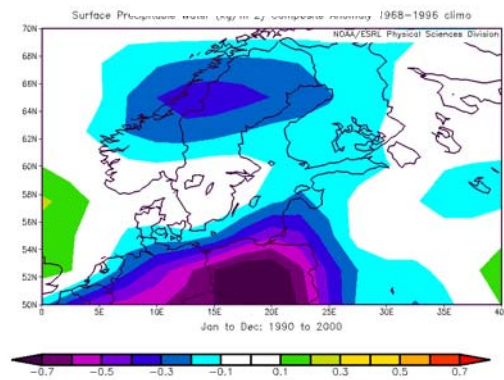 Surface Precipitable Water (kg/m^2) Composite Anomaly 1968-1996 climo
NOAA/ESRL Physical Sciences Division
70N
68N
66N
64N
62N
60N
58N
56N
54N
52N
50N
0 5E 10E 15E 20E 25E 30E 35E 40E
Jan to Dec: 1990 to 2000
-0.7 -0.5 -0.3 -0.1 0.1 0.3 0.5 0.7